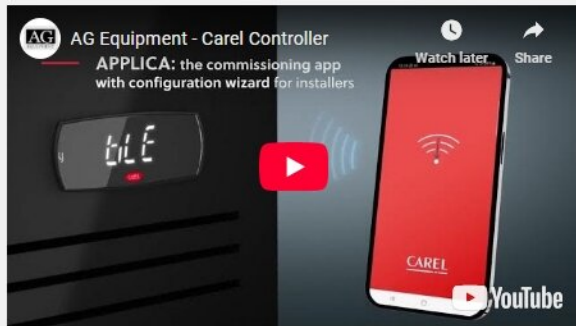 AG
EQUIPMENT
AG Equipment - Carel Controller
Watch later
Share
APPLICA: the commissioning app
with configuration wizard for installers
CAREL
YouTube